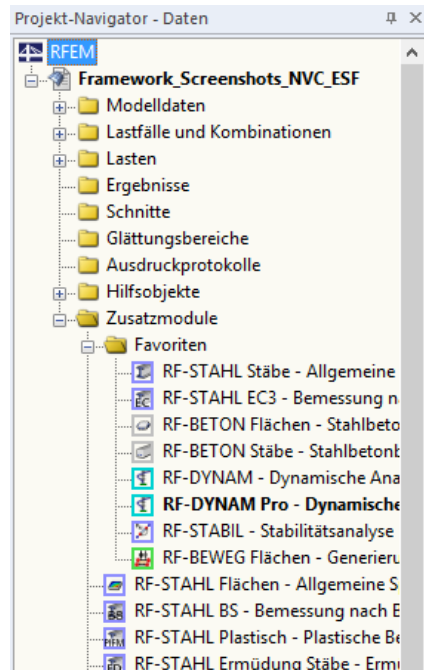 Projekt-Navigator - Daten
RFEM
Framework_Screenshots_NVC_ESF
Modelldaten
Lastfälle und Kombinationen
Lasten
Ergebnisse
Schnitte
Glättungsbereiche
Ausdruckprotokolle
Hilfsobjekte
Zusatzmodule
Favoriten
RF-STAHL Stäbe - Allgemeine
EC RF-STAHL EC3 - Bemessung n
RF-BETON Flächen - Stahlbeto
RF-BETON Stäbe - Stahlbetonb
RF-DYNAM - Dynamische Ana
RF-DYNAM Pro - Dynamische
RF-STABIL - Stabilitätsanalyse
RF-BEWEG Flächen - Generieru
RF-STAHL Flächen - Allgemeine S
BS RF-STAHL BS - Bemessung nach E
RF-STAHL Plastisch - Plastische Be
RF-STAHL Ermüdung Stäbe - Ermu